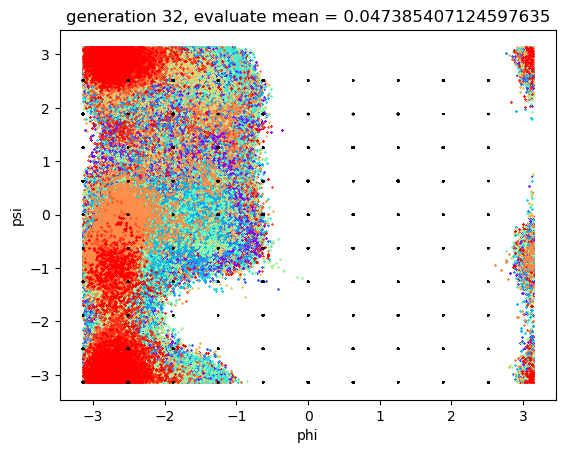 generation 32, evaluate mean = 0.047385407124597635
3
2
1
0
−1
−2
−3
psi
−3 −2 −1 0 1 2 3
phi